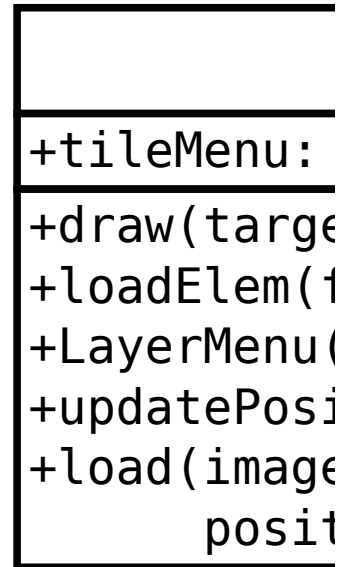 +tileMenu:
+draw(targe
+loadElem(f
+LayerMenu(
+updatePosi
+load(image
posit